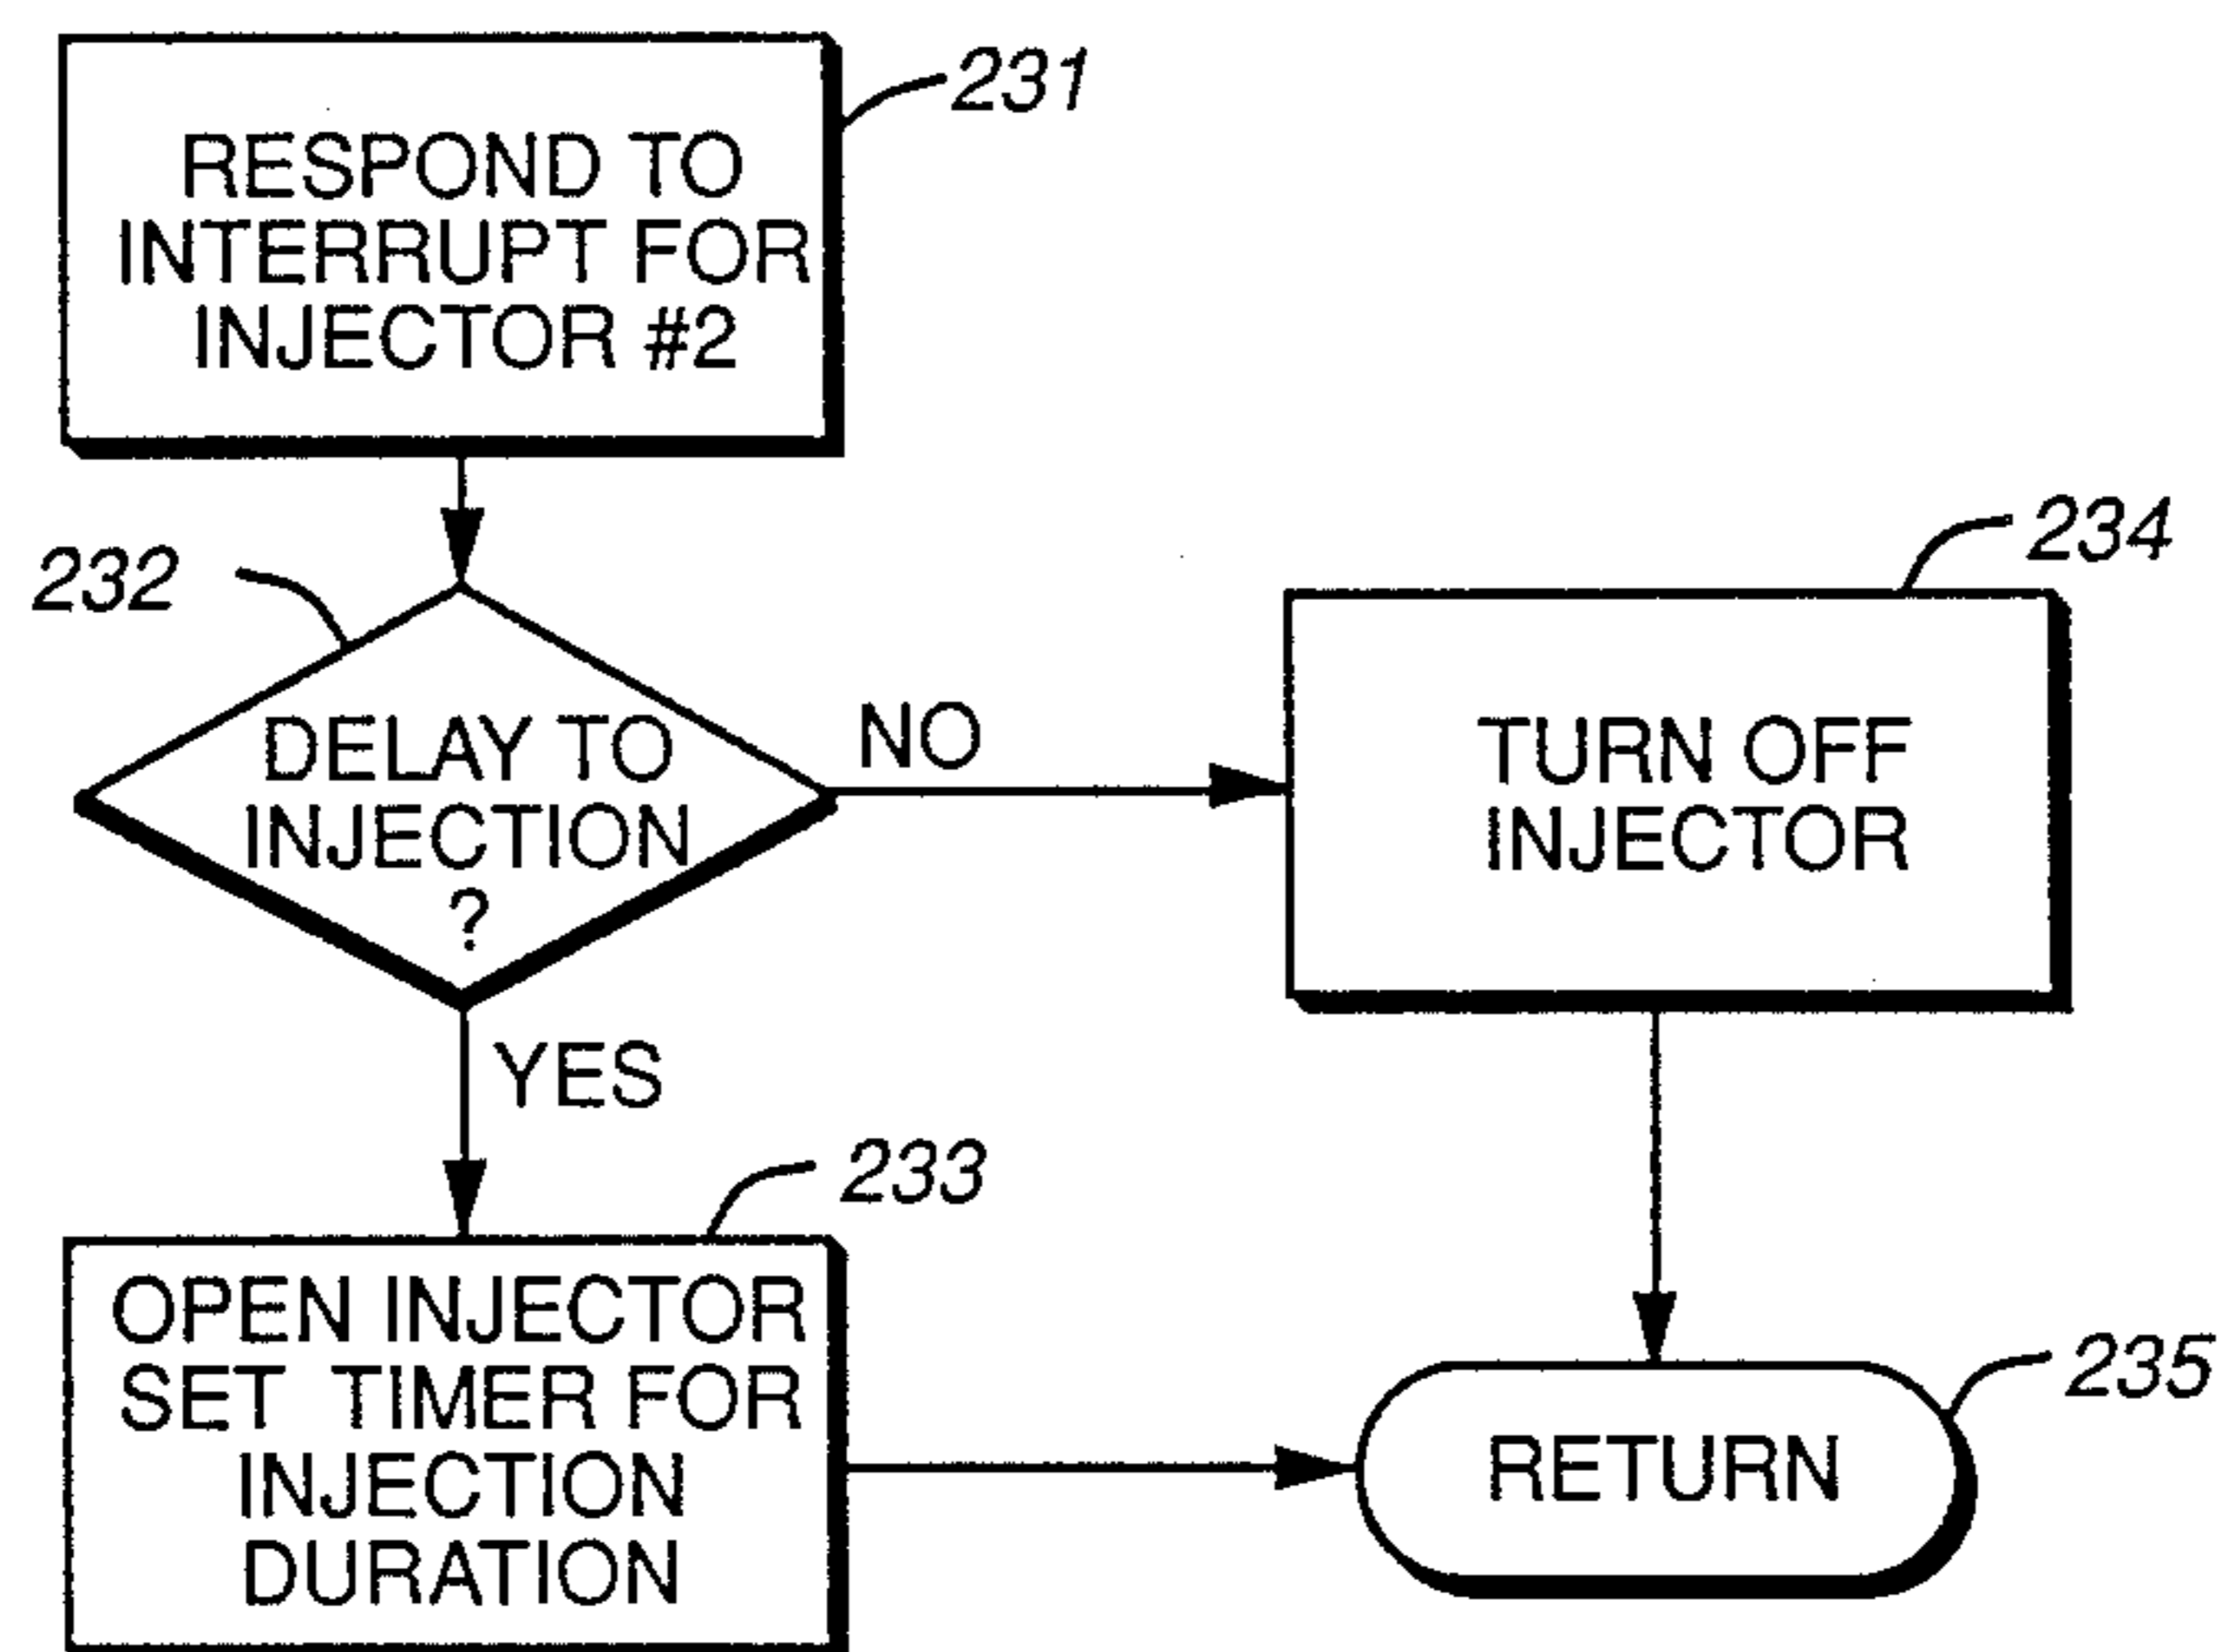 231
RESPOND TO
INTERRUPT FOR
INJECTOR #2
232
DELAY TO
INJECTION
?
NO
234
TURN OFF
INJECTOR
YES
233
OPEN INJECTOR
SET TIMER FOR
INJECTION
DURATION
235
RETURN